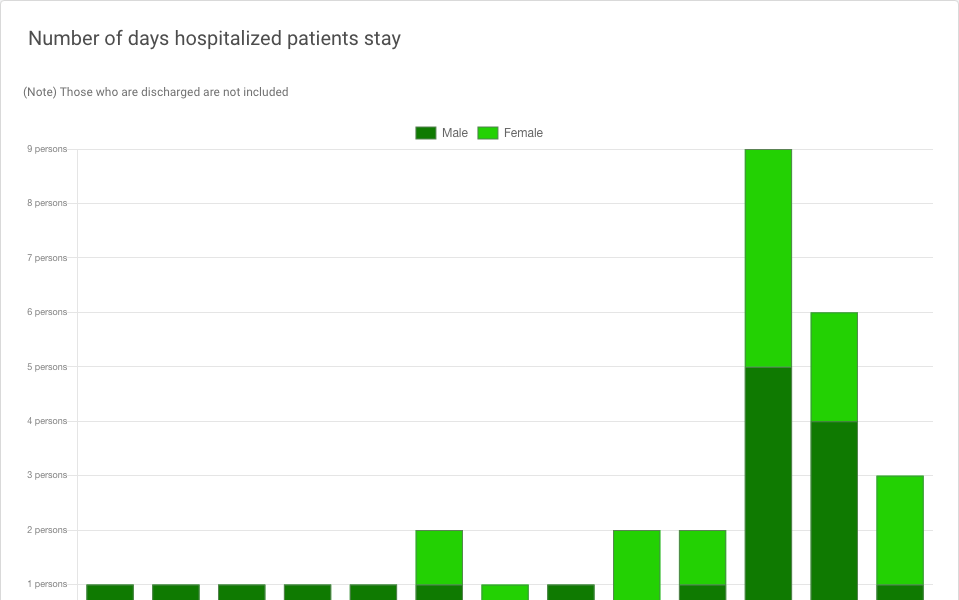 Number of days hospitalized patients stay
(Note) Those who are discharged are not included
Male Female
9 persons
8 persons
7 persons
6 persons
5 persons
4 persons
3 persons
2 persons
1 persons